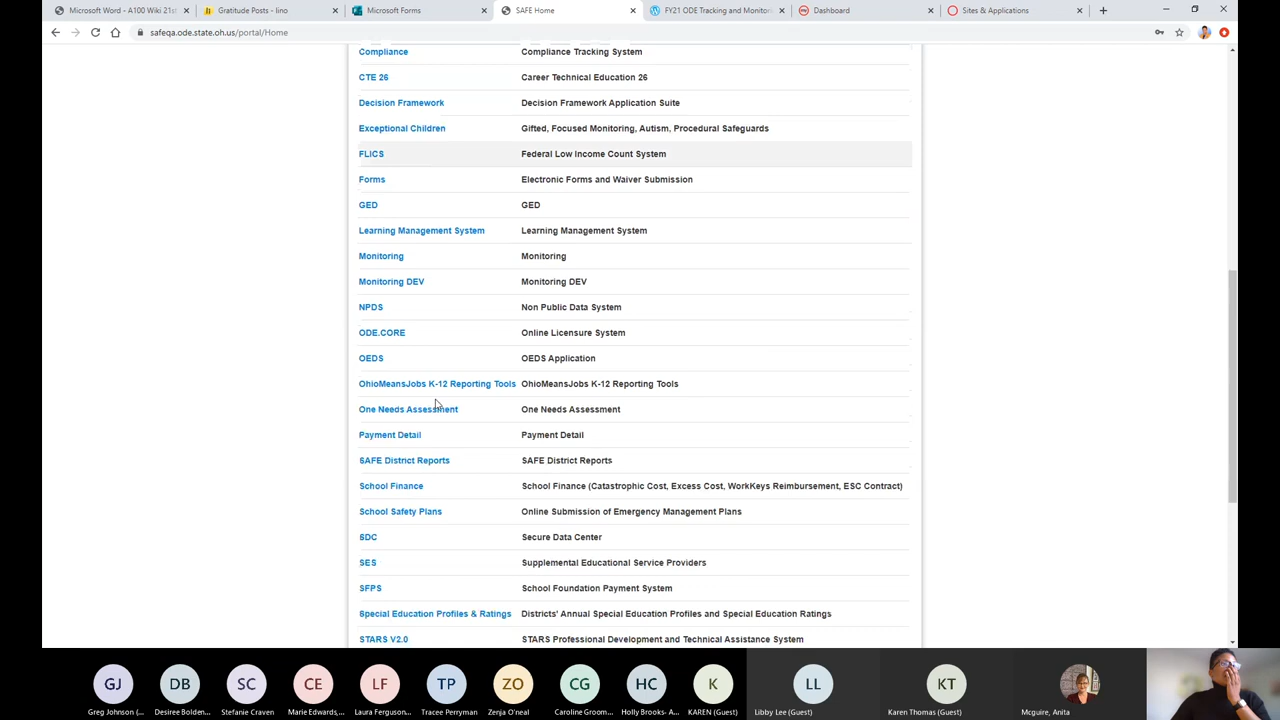 Microsoft Word - A100 Wiki 21st
Gratitude Posts - lino
Microsoft Forms
SAFE Home
FY21 ODE Tracking and Monitori
Dashboard
Sites & Applications
safeqa.ode.state.oh.us/portal/Home
Compliance Compliance Tracking System
CTE 26 Career Technical Education 26
Decision Framework Decision Framework Application Suite
Exceptional Children Gifted, Focused Monitoring, Autism, Procedural Safeguards
FLICS Federal Low Income Count System
Forms Electronic Forms and Waiver Submission
GED GED
Learning Management System Learning Management System
Monitoring Monitoring
Monitoring DEV Monitoring DEV
NPDS Non Public Data System
ODE.CORE Online Licensure System
OEDS OEDS Application
OhioMeansJobs K-12 Reporting Tools OhioMeansJobs K-12 Reporting Tools
One Needs Assessment One Needs Assessment
Payment Detail Payment Detail
SAFE District Reports SAFE District Reports
School Finance School Finance (Catastrophic Cost, Excess Cost, WorkKeys Reimbursement, ESC Contract)
School Safety Plans Online Submission of Emergency Management Plans
SDC Secure Data Center
SES Supplemental Educational Service Providers
SFPS School Foundation Payment System
Special Education Profiles & Ratings Districts' Annual Special Education Profiles and Special Education Ratings
STARS V2.0 STARS Professional Development and Technical Assistance System
GJ DB SC CE LF TP ZO CG HC K LL KT
Greg Johnson (... Desiree Bolden... Stefanie Craven Marie Edwards,... Laura Ferguson... Tracee Perryman Zenja O'neal Caroline Groom... Holly Brooks- A... KAREN (Guest) Libby Lee (Guest) Karen Thomas (Guest) Mcguire, Anita